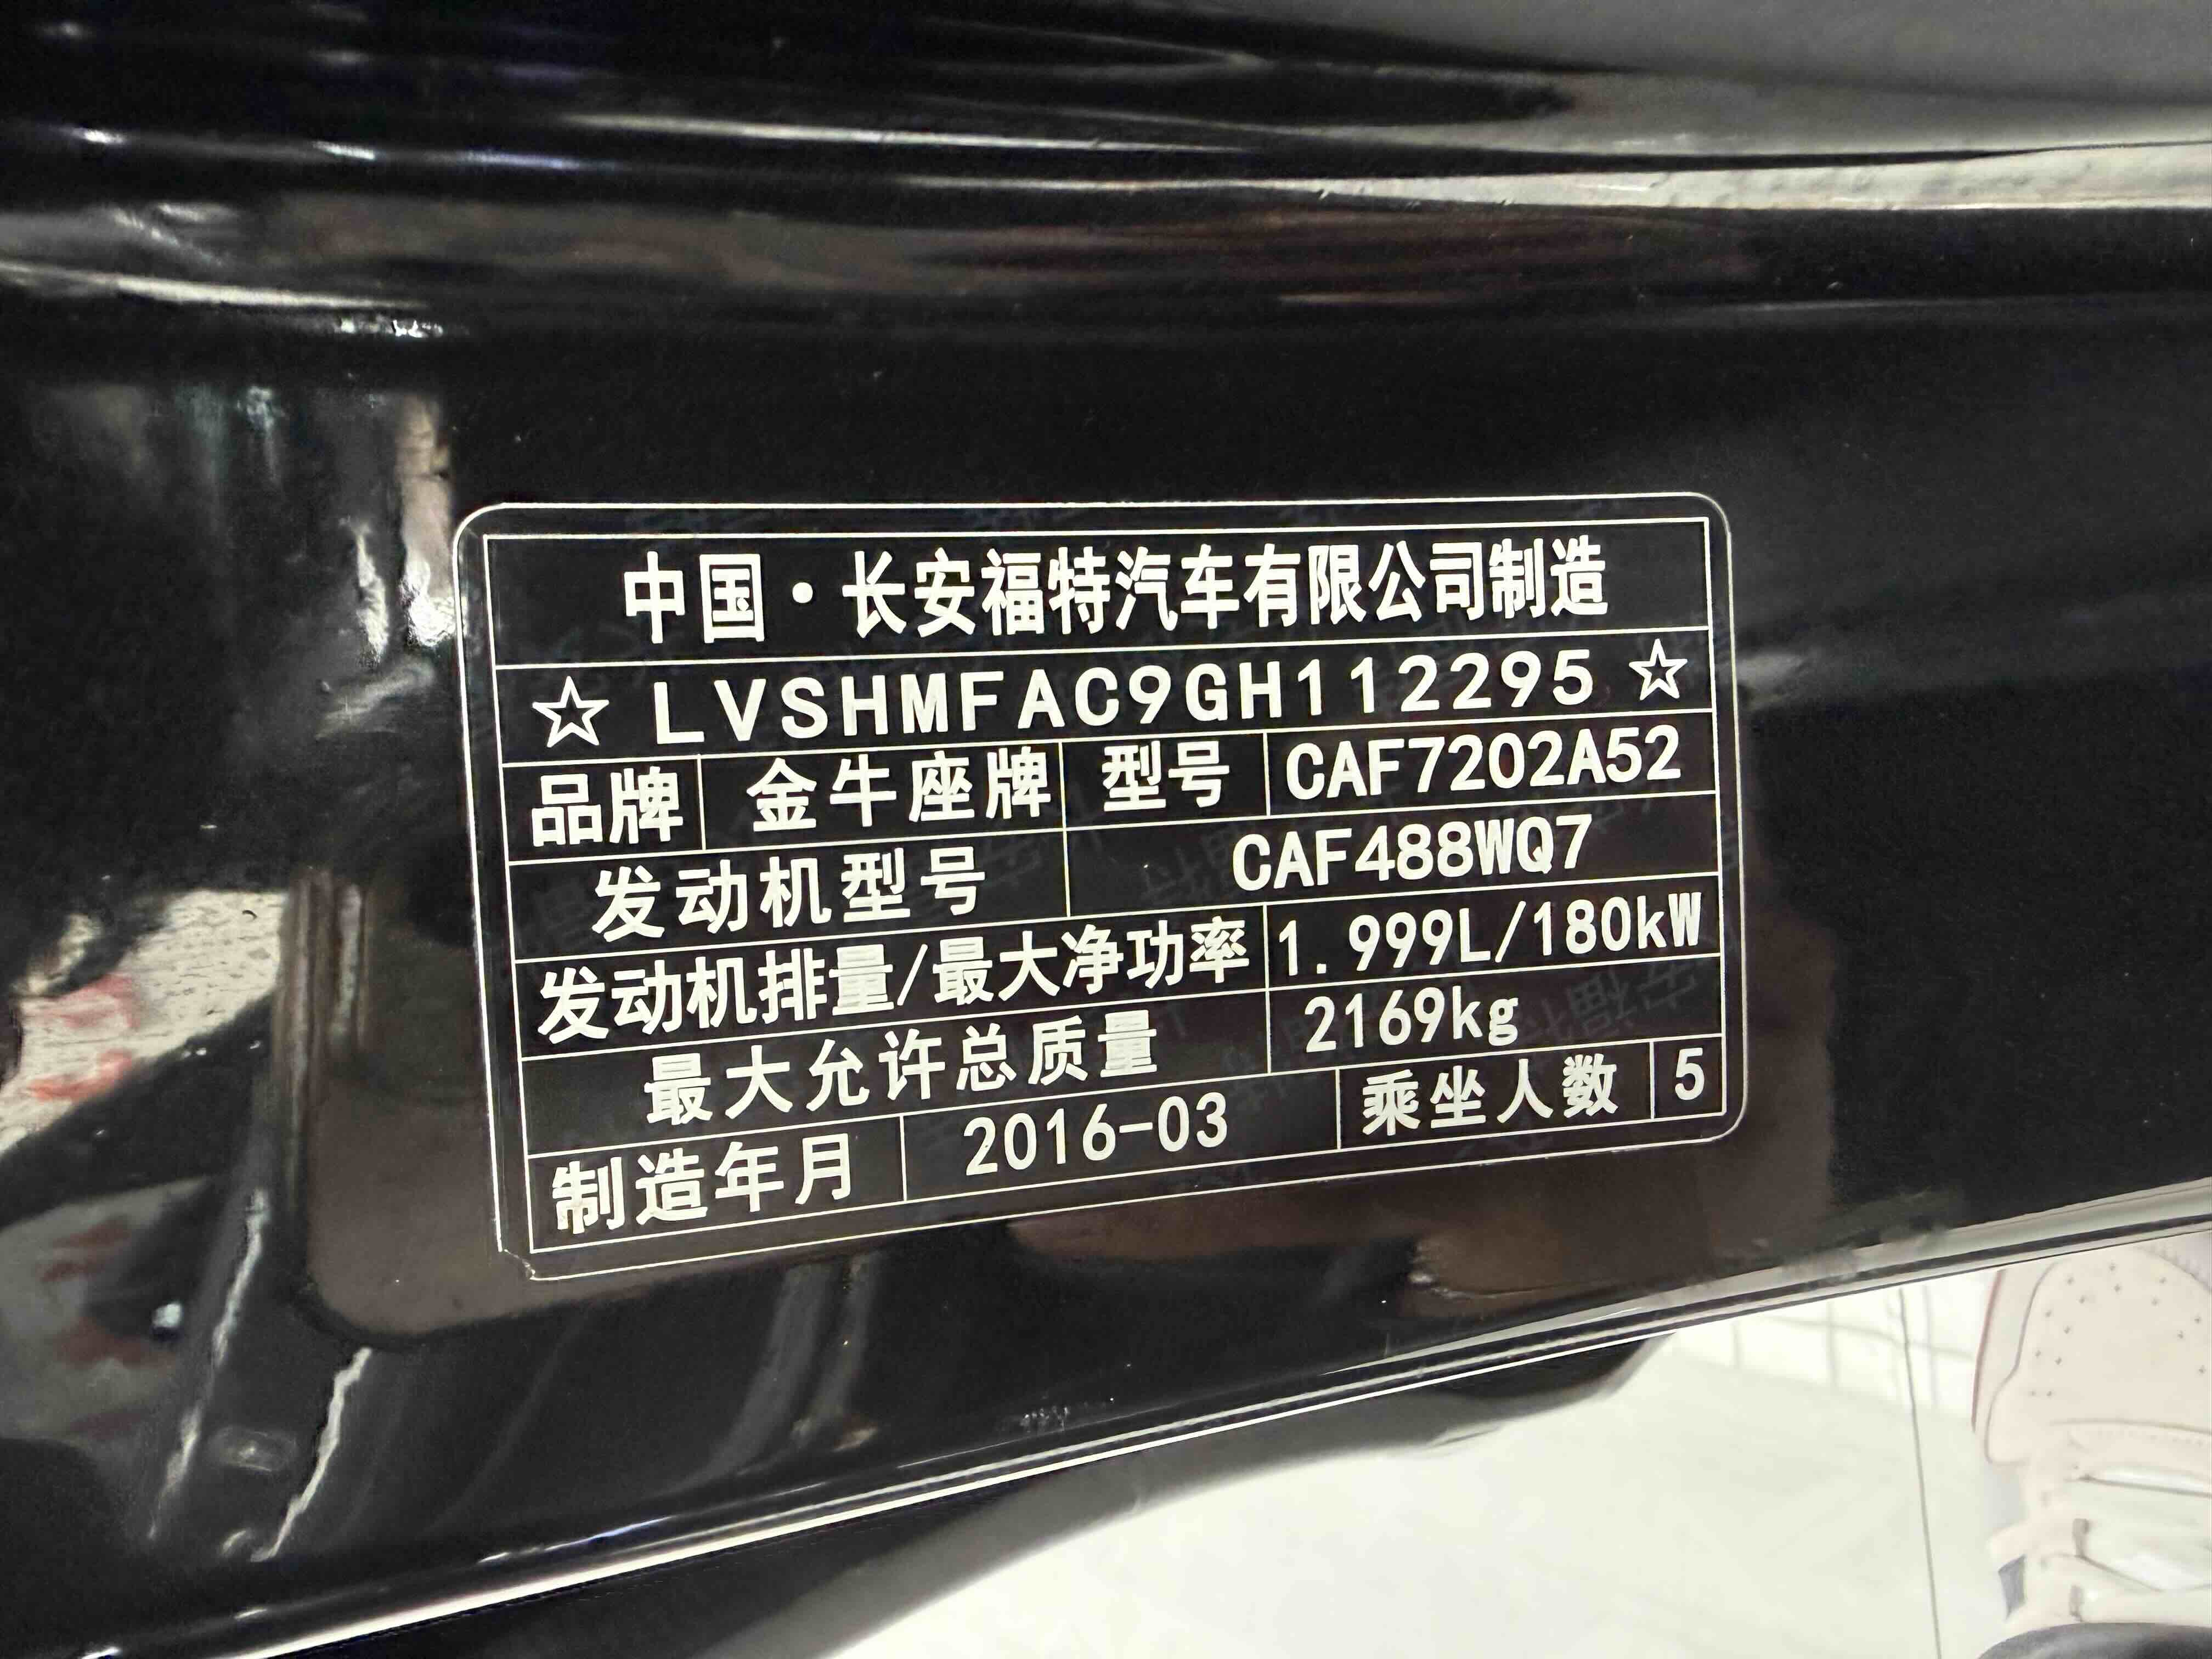 中国·长安福特汽车有限公司制造
☆ LVSHMFAC9GH112295 ☆
品牌 金牛座牌 型号 CAF7202A52
发动机型号 CAF488WQ7
发动机排量/最大净功率 1.999L/180kW
最大允许总质量 2169kg
制造年月 2016-03 乘坐人数 5